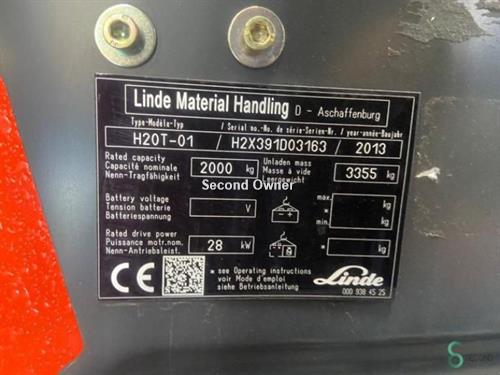 Linde Material Handling D - Aschaffenburg
Type-Modèle-Typ / Serial no.-No. de série-Serien-Nr. / year-année-Baujahr
H20T-01 / H2X391D03163 / 2013
Rated capacity
Capacité nominale
Nenn-Tragfähigkeit
2000 kg
Unladen mass
Masse à vide
Leergewicht
3355 kg
Second Owner
Battery voltage
Tension batterie
Batteriespannung
V
max.
kg
min.
kg
Rated drive power
Puissance motr.nom.
Nenn-Antriebsleist.
28 kW
kg
CE
* see Operating instructions
voir Mode d'emploi
siehe Betriebsanleitung
Linde
000 938 45 25